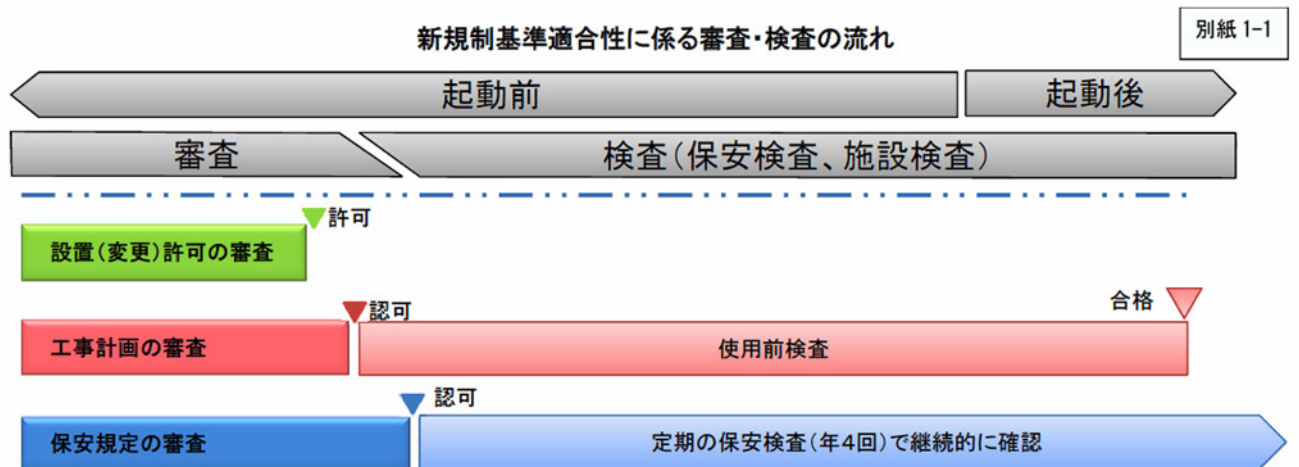 別紙 1-1
新規制基準適合性に係る審査・検査の流れ
起動前
起動後
審査
検査(保安検査、施設検査)
許可
設置(変更)許可の審査
認可
合格
工事計画の審査
使用前検査
認可
保安規定の審査
定期の保安検査(年4回)で継続的に確認